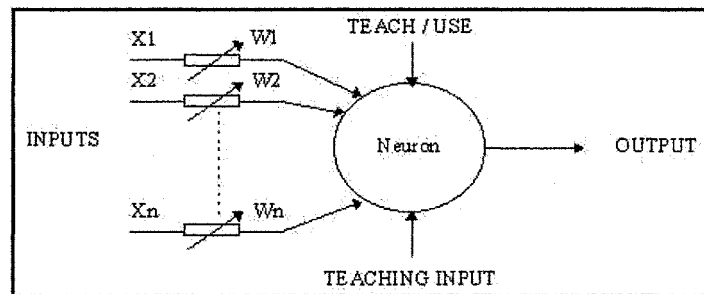 TEACH / USE
X1 W1
X2 W2
INPUTS
Neuron
OUTPUT
Xn Wn
TEACHING INPUT